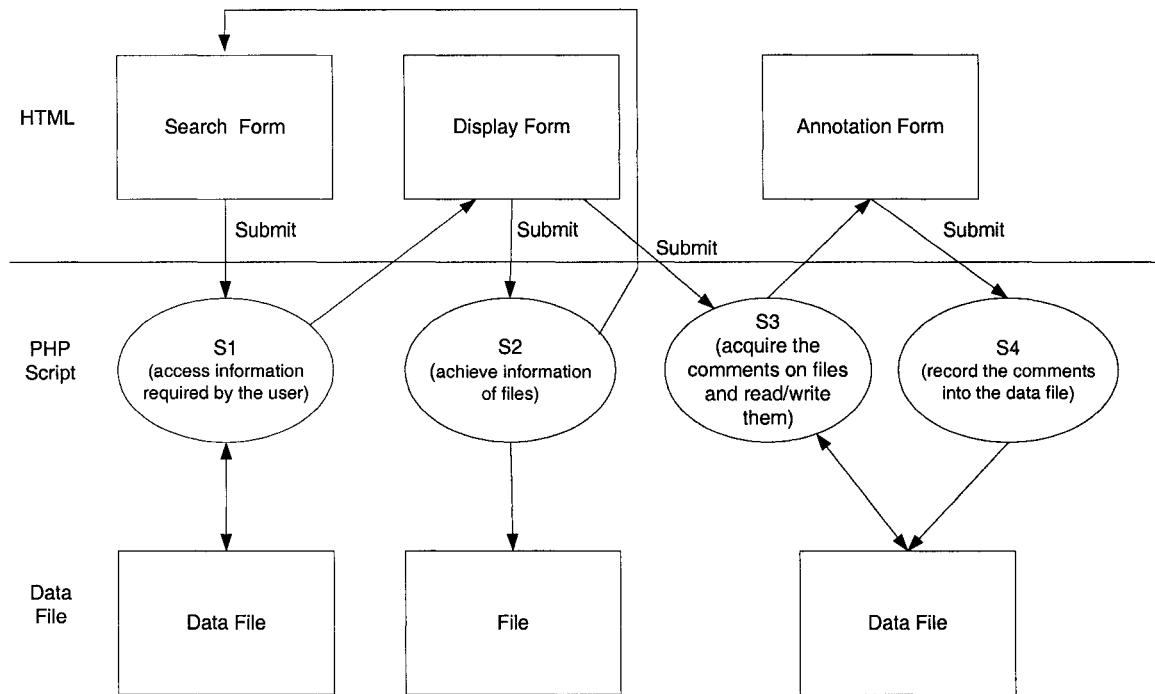 HTML
Search Form
Display Form
Annotation Form
Submit
Submit
Submit
Submit
PHP
Script
S1
(access information
required by the user)
S2
(achieve information
of files)
S3
(acquire the
comments on files
and read/write
them)
S4
(record the comments
into the data file)
Data
File
Data File
File
Data File